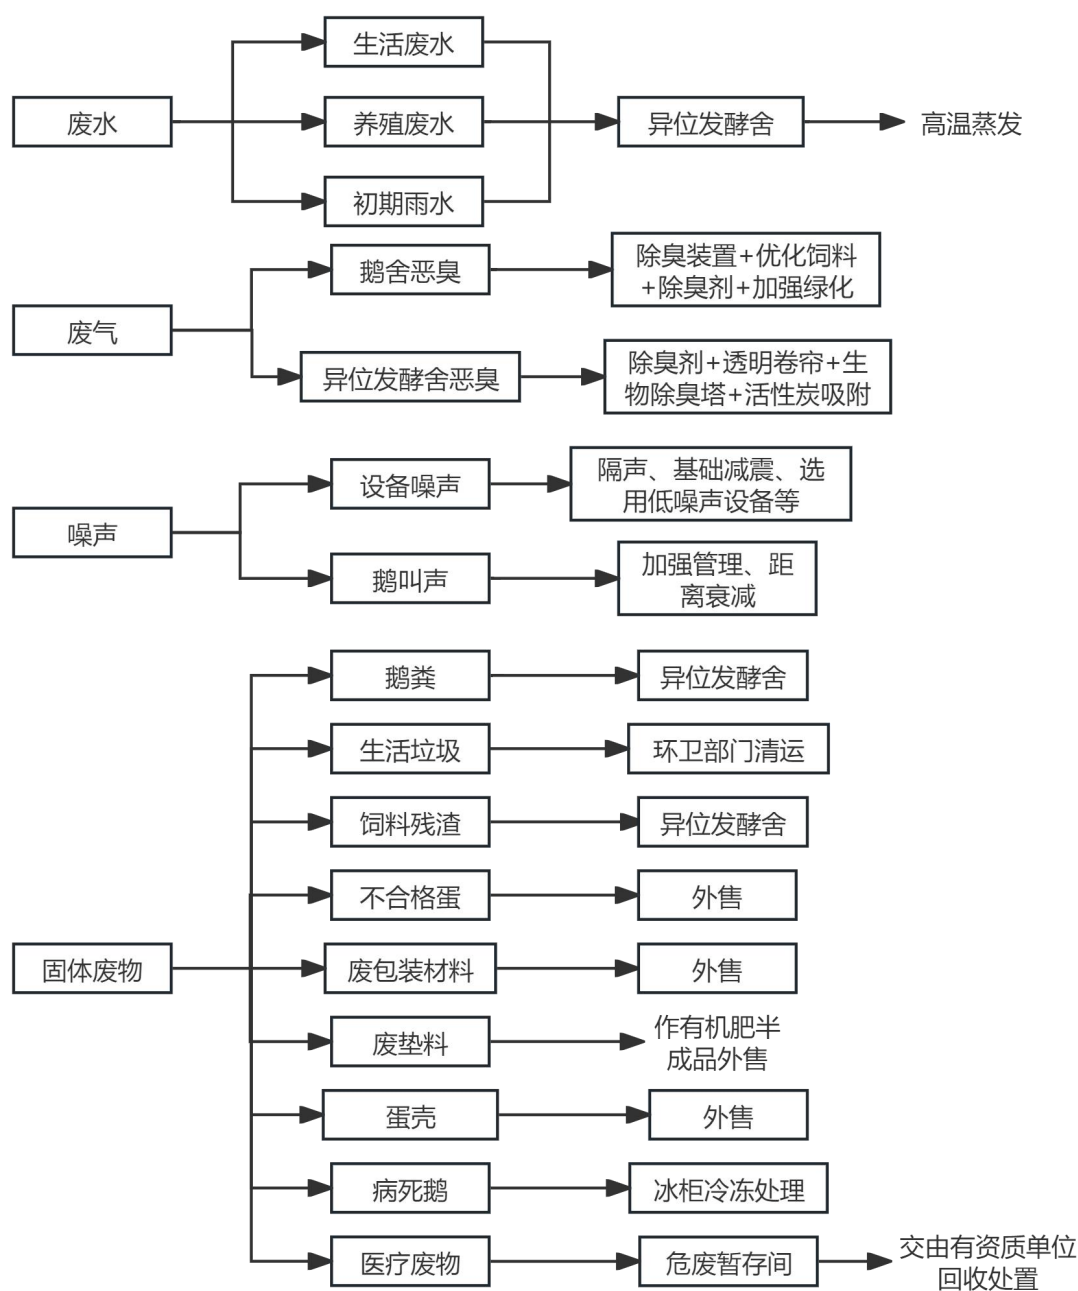 废水
生活废水
养殖废水
初期雨水
异位发酵舍
高温蒸发
废气
鹅舍恶臭
除臭装置+优化饲料
+除臭剂+加强绿化
异位发酵舍恶臭
除臭剂+透明卷帘+生
物除臭塔+活性炭吸附
噪声
设备噪声
隔声、基础减震、选
用低噪声设备等
鹅叫声
加强管理、距
离衰减
固体废物
鹅粪
异位发酵舍
生活垃圾
环卫部门清运
饲料残渣
异位发酵舍
不合格蛋
外售
废包装材料
外售
废垫料
作有机肥半
成品外售
蛋壳
外售
病死鹅
冰柜冷冻处理
医疗废物
危废暂存间
交由有资质单位
回收处置